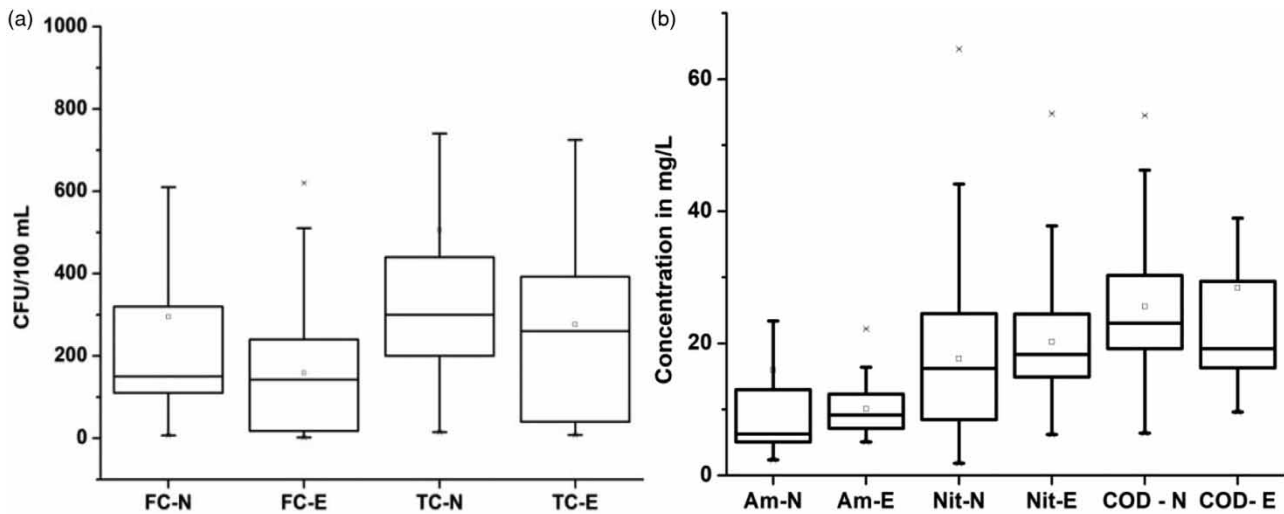 (a)
1000
800
600
400
200
0
CFU/100 mL
FC-N FC-E TC-N TC-E
(b)
60
40
20
0
Concentration in mg/L
Am-N Am-E Nit-N Nit-E COD - N COD- E